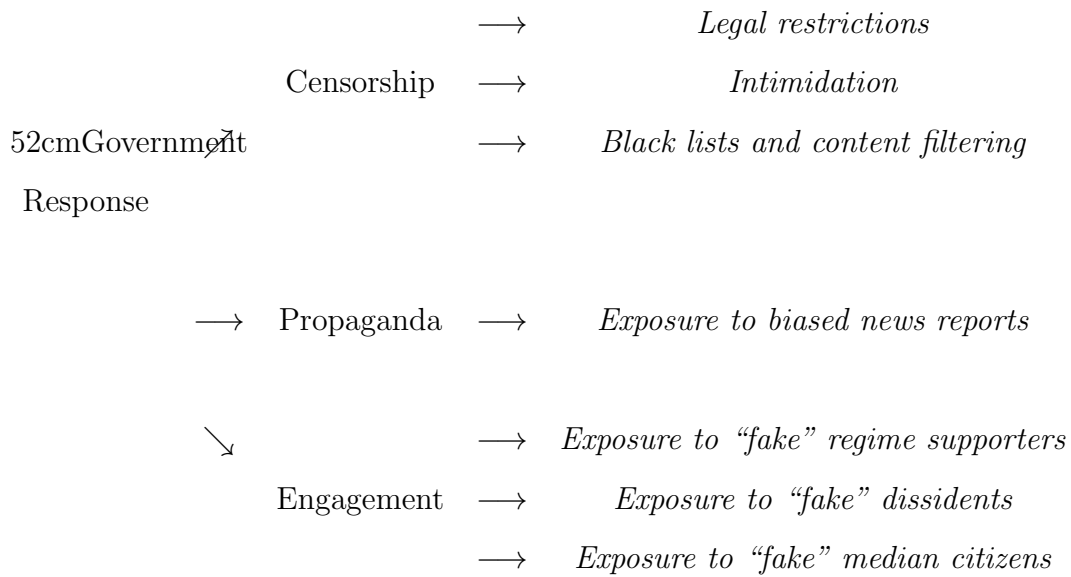 ⟶ Legal restrictions
Censorship ⟶ Intimidation
52cmGovernment ↗ ⟶ Black lists and content filtering
Response
⟶ Propaganda ⟶ Exposure to biased news reports
↘ ⟶ Exposure to “fake” regime supporters
Engagement ⟶ Exposure to “fake” dissidents
⟶ Exposure to “fake” median citizens